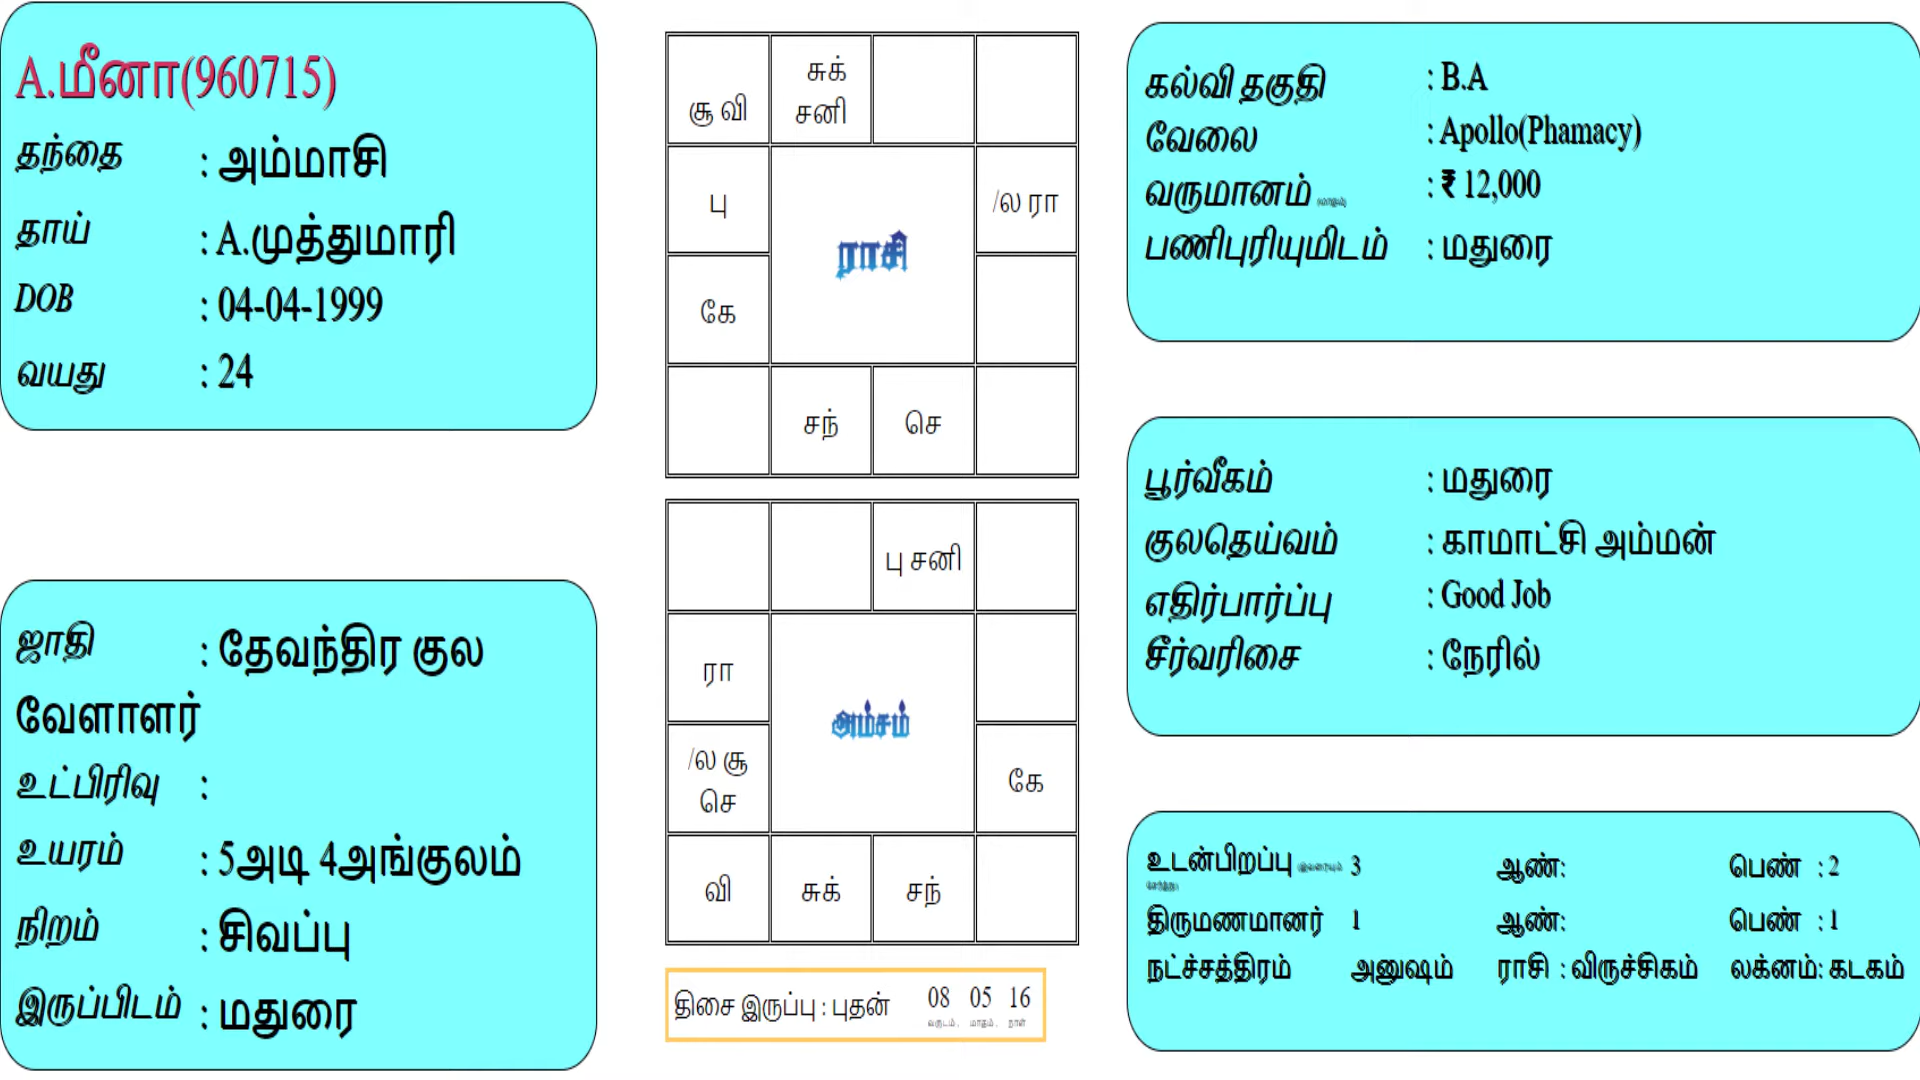 A.மீனா(960715)
தந்தை : அம்மாசி
தாய் : A.முத்துமாரி
DOB : 04-04-1999
வயது : 24
ஜாதி : தேவந்திர குல
வேளாளர்
உட்பிரிவு :
உயரம் : 5அடி 4அங்குலம்
நிறம் : சிவப்பு
இருப்பிடம் : மதுரை
சூ வி
சுக்
சனி
பு
/ல ரா
ராசி
கே
சந்
செ
பு சனி
ரா
அம்சம்
/ல சூ
செ
கே
வி
சுக்
சந்
திசை இருப்பு : புதன் 08 05 16
வருடம், மாதம், நாள்
கல்வி தகுதி : B.A
வேலை : Apollo(Phamacy)
வருமானம் : ₹ 12,000
பணிபுரியுமிடம் : மதுரை
பூர்வீகம் : மதுரை
குலதெய்வம் : காமாட்சி அம்மன்
எதிர்பார்ப்பு : Good Job
சீர்வரிசை : நேரில்
உடன்பிறப்பு 3 ஆண்: பெண் : 2
திருமணமானர் 1 ஆண்: பெண் : 1
நட்ச்சத்திரம் அனுஷம் ராசி : விருச்சிகம் லக்னம்: கடகம்